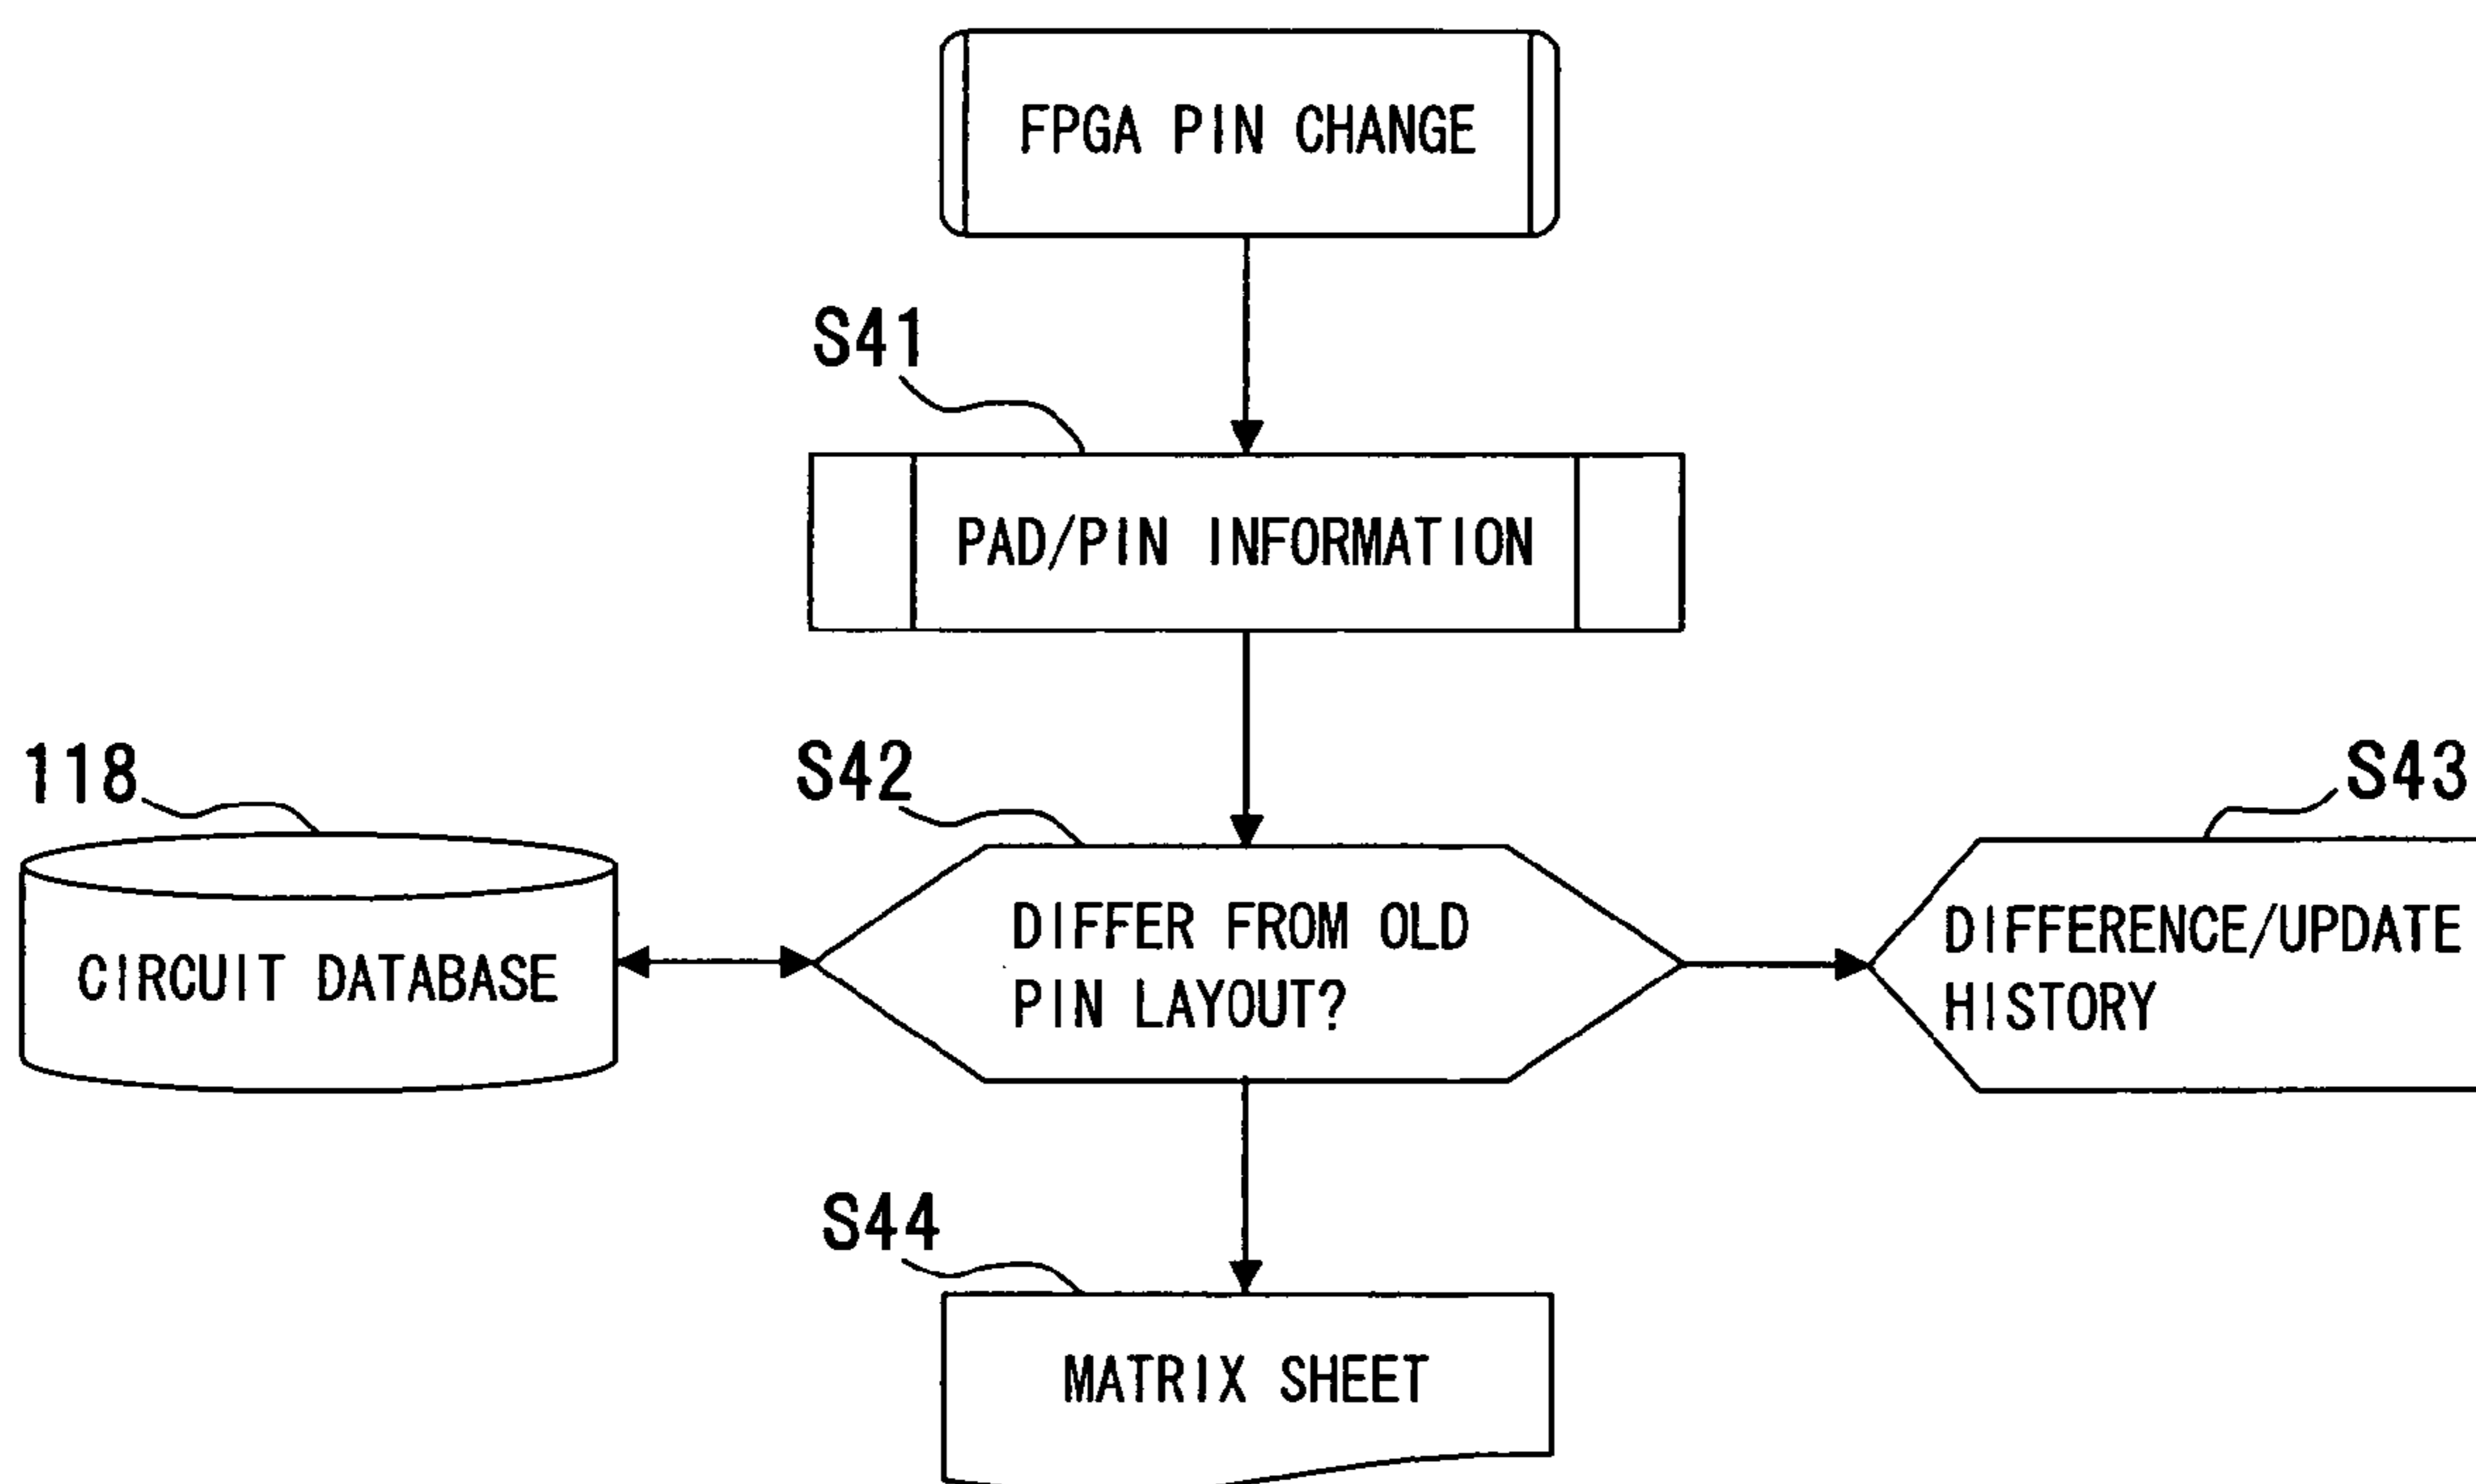 FPGA PIN CHANGE
S41
PAD/PIN INFORMATION
118
S42
S43
CIRCUIT DATABASE
DIFFER FROM OLD
PIN LAYOUT?
DIFFERENCE/UPDATE
HISTORY
S44
MATRIX SHEET